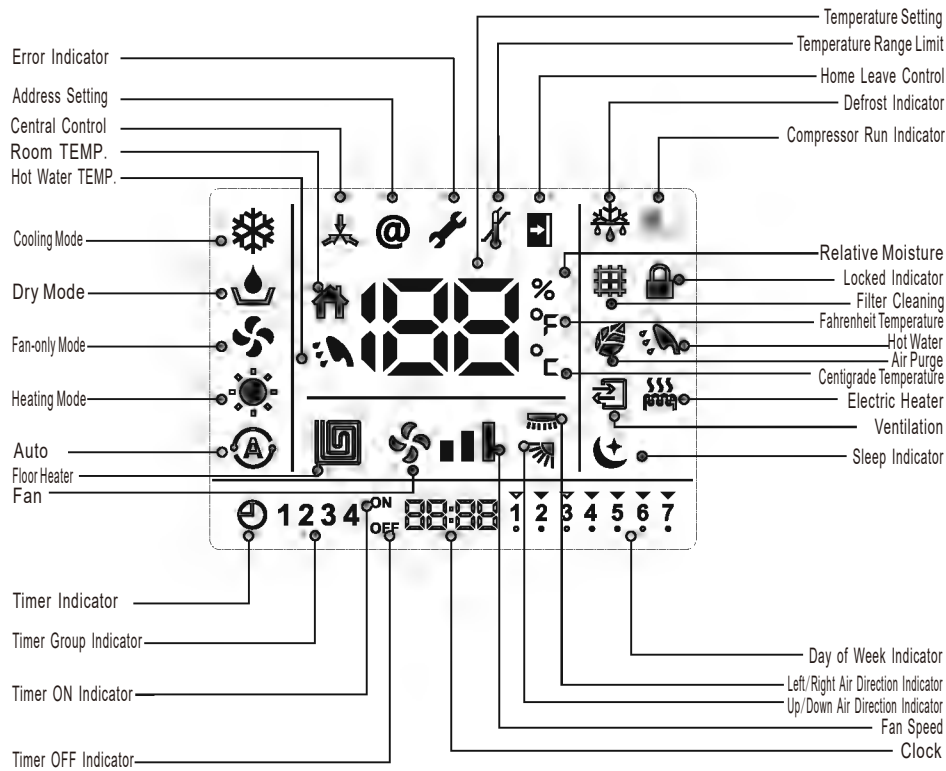 Temperature Setting
Temperature Range Limit
Home Leave Control
Defrost Indicator
Compressor Run Indicator
Error Indicator
Address Setting
Central Control
Room TEMP.
Hot Water TEMP.
Cooling Mode
Dry Mode
Fan-only Mode
Heating Mode
Auto
Floor Heater
Fan
@
188
%
°F
°C
A
Relative Moisture
Locked Indicator
Filter Cleaning
Fahrenheit Temperature
Hot Water
Air Purge
Centigrade Temperature
Electric Heater
Ventilation
Sleep Indicator
1 2 3 4 ON OFF 88:88 1 2 3 4 5 6 7
Timer Indicator
Timer Group Indicator
Timer ON Indicator
Timer OFF Indicator
Day of Week Indicator
Left/Right Air Direction Indicator
Up/Down Air Direction Indicator
Fan Speed
Clock